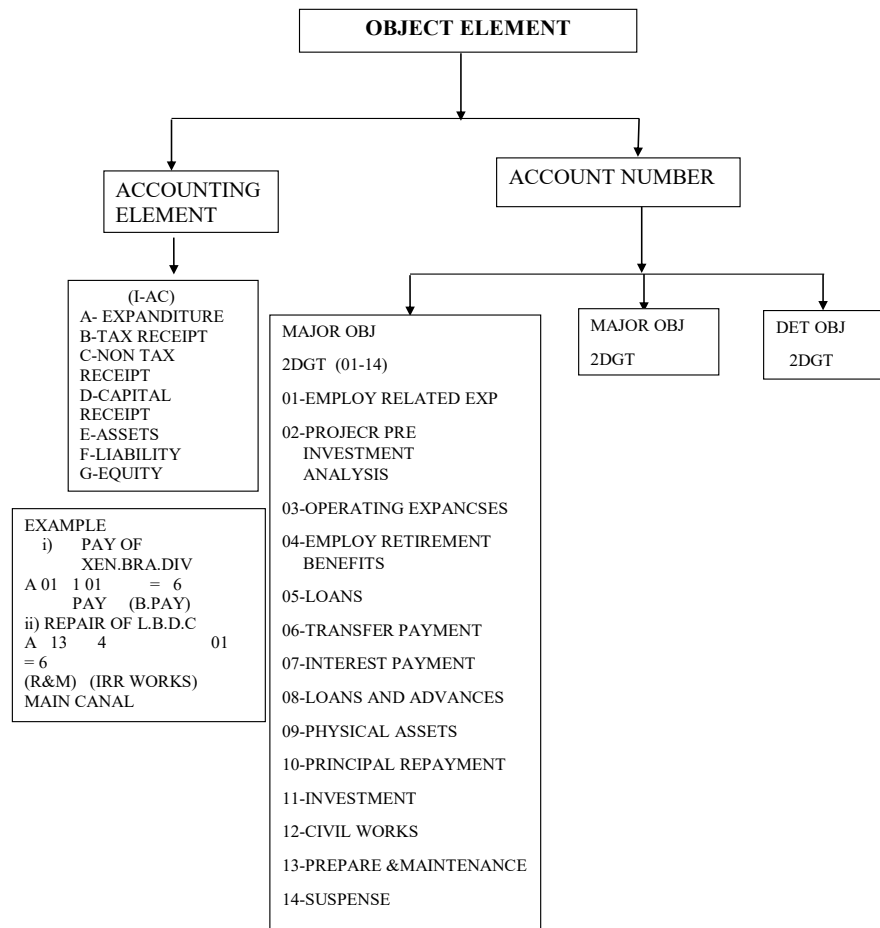 OBJECT ELEMENT
ACCOUNTING
ELEMENT
ACCOUNT NUMBER
(I-AC)
A- EXPANDITURE
B-TAX RECEIPT
C-NON TAX
RECEIPT
D-CAPITAL
RECEIPT
E-ASSETS
F-LIABILITY
G-EQUITY
EXAMPLE
i) PAY OF
XEN.BRA.DIV
A 01 1 01 = 6
PAY (B.PAY)
ii) REPAIR OF L.B.D.C
A 13 4 01
= 6
(R&M) (IRR WORKS)
MAIN CANAL
MAJOR OBJ
2DGT (01-14)
01-EMPLOY RELATED EXP
02-PROJECR PRE
INVESTMENT
ANALYSIS
03-OPERATING EXPANCSES
04-EMPLOY RETIREMENT
BENEFITS
05-LOANS
06-TRANSFER PAYMENT
07-INTEREST PAYMENT
08-LOANS AND ADVANCES
09-PHYSICAL ASSETS
10-PRINCIPAL REPAYMENT
11-INVESTMENT
12-CIVIL WORKS
13-PREPARE &MAINTENANCE
14-SUSPENSE
MAJOR OBJ
2DGT
DET OBJ
2DGT